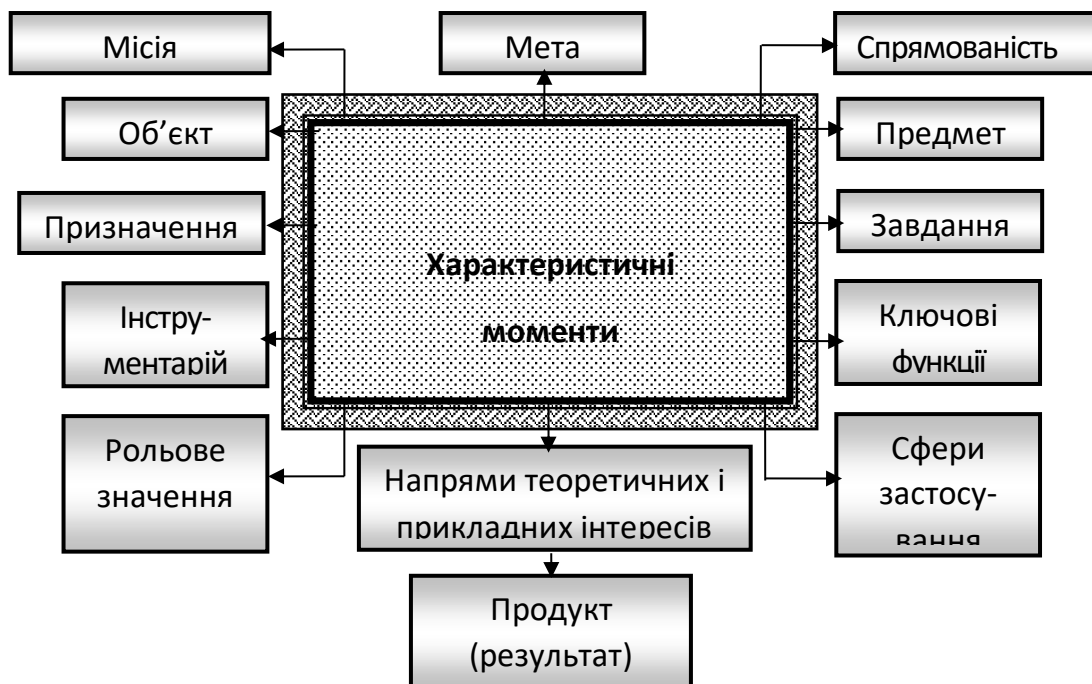 Місія
Мета
Спрямованість
Об’єкт
Предмет
Призначення
Завдання
Характеристичні
моменти
Інстру-
ментарій
Ключові
функції
Рольове
значення
Напрями теоретичних і
прикладних інтересів
Сфери
застосу-
вання
Продукт
(результат)